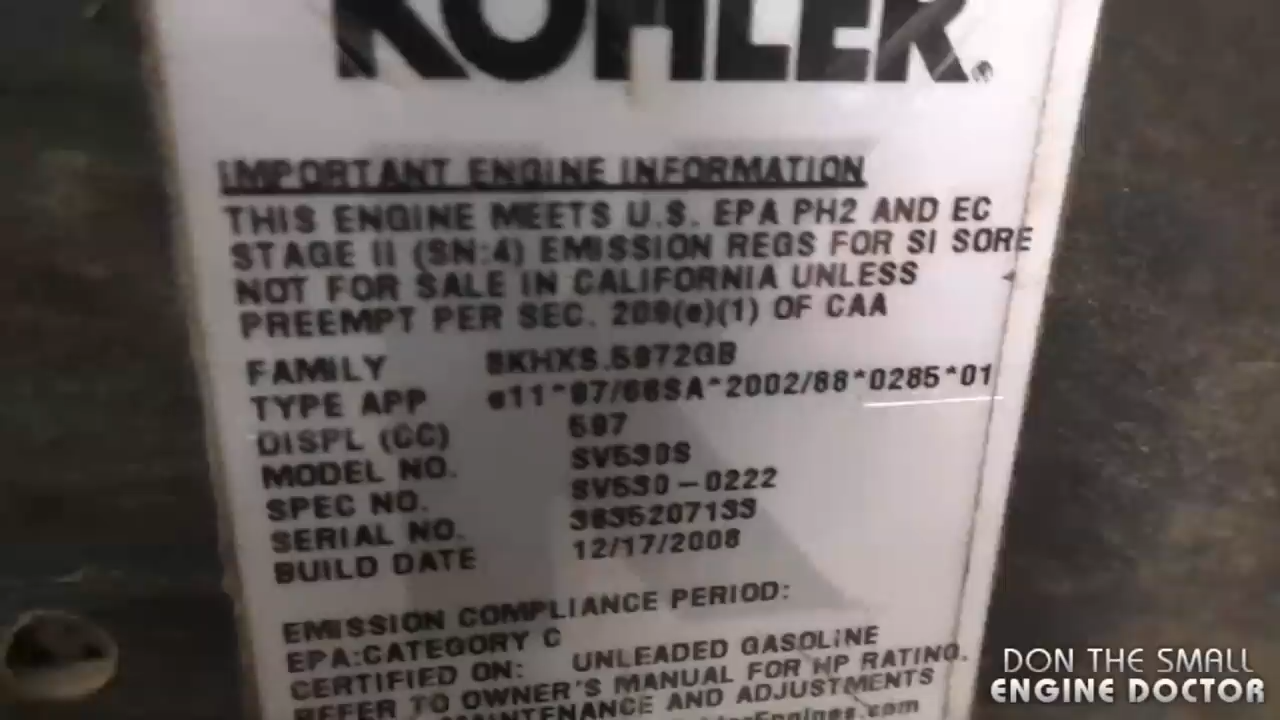 KOHLER®
IMPORTANT ENGINE INFORMATION
THIS ENGINE MEETS U.S. EPA PH2 AND EC
STAGE II (SN:4) EMISSION REGS FOR SI SORE
NOT FOR SALE IN CALIFORNIA UNLESS
PREEMPT PER SEC. 209(e)(1) OF CAA
FAMILY 8KHXS.5972GB
TYPE APP e11*97/68SA*2002/88*0285*01
DISPL (CC) 597
MODEL NO. SV530S
SPEC NO. SV530-0222
SERIAL NO. 3835207133
BUILD DATE 12/17/2008
EMISSION COMPLIANCE PERIOD:
EPA:CATEGORY C
CERTIFIED ON: UNLEADED GASOLINE
REFER TO OWNER'S MANUAL FOR HP RATING.
MAINTENANCE AND ADJUSTMENTS
DON THE SMALL
ENGINE DOCTOR